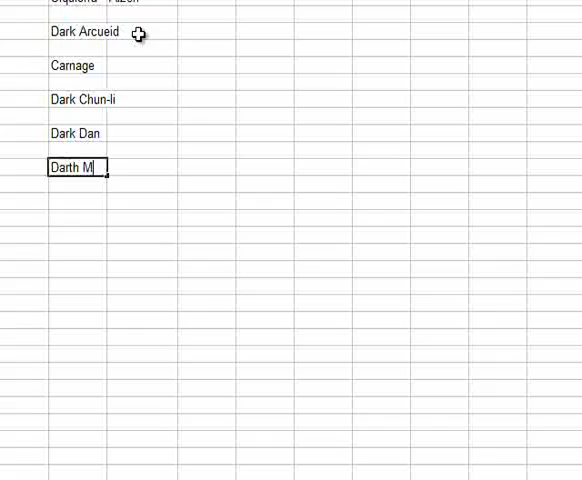 Dark Arcueid
Carnage
Dark Chun-li
Dark Dan
Darth M